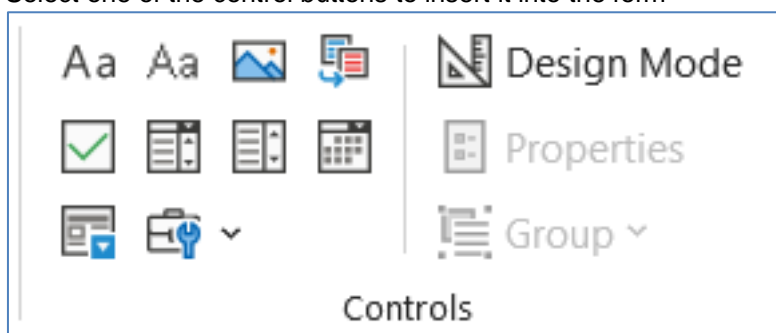 Select one of the control buttons to insert it into the form
Aa Aa Design Mode
Properties
Group
Controls